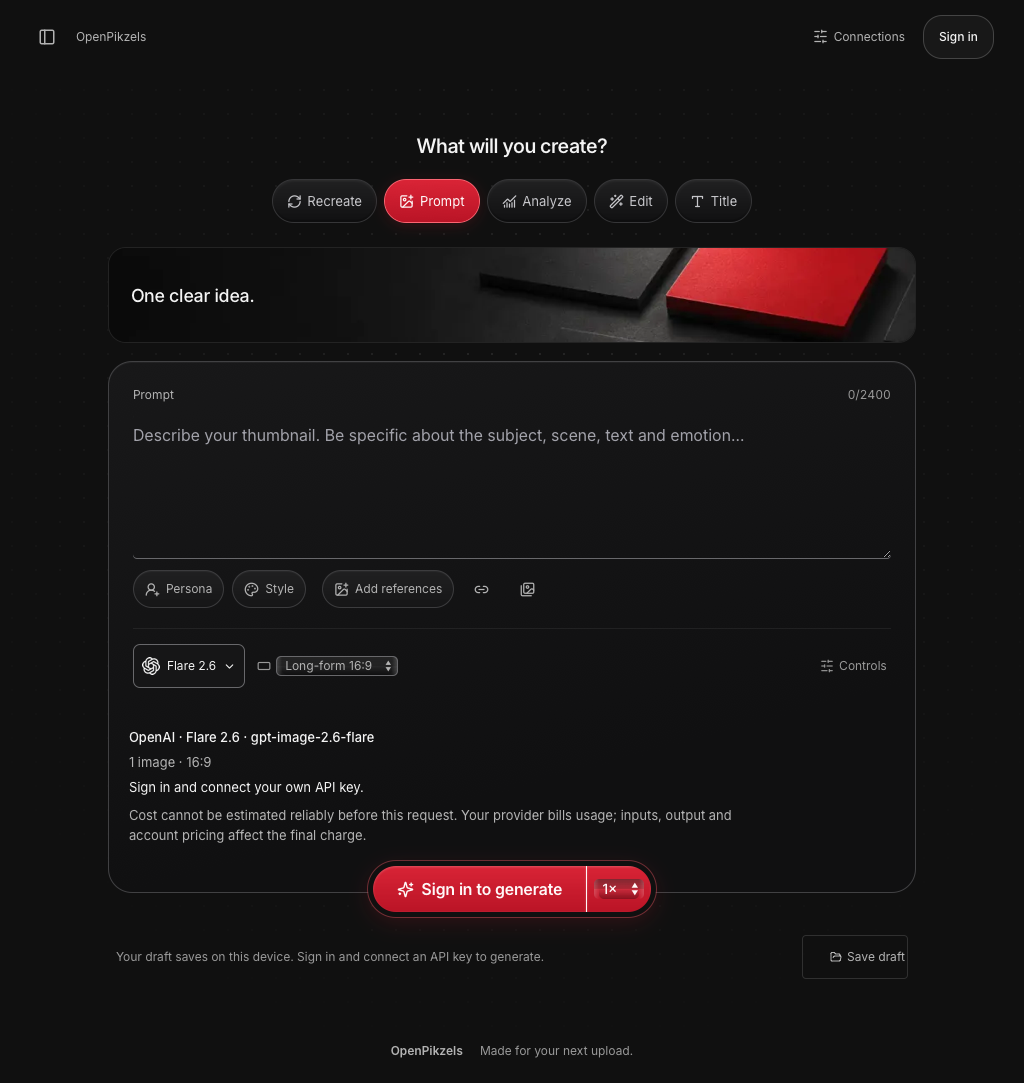 OpenPikzels
Connections
Sign in
What will you create?
Recreate
Prompt
Analyze
Edit
Title
One clear idea.
Prompt
0/2400
Describe your thumbnail. Be specific about the subject, scene, text and emotion...
Persona
Style
Add references
Flare 2.6
Long-form 16:9
Controls
OpenAI · Flare 2.6 · gpt-image-2.6-flare
1 image · 16:9
Sign in and connect your own API key.
Cost cannot be estimated reliably before this request. Your provider bills usage; inputs, output and
account pricing affect the final charge.
Sign in to generate
1×
Your draft saves on this device. Sign in and connect an API key to generate.
Save draft
OpenPikzels
Made for your next upload.